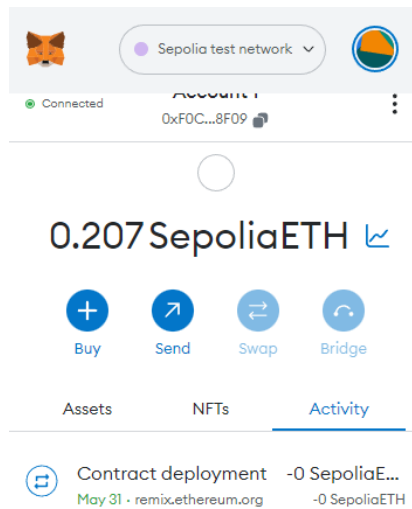 Sepolia test network
Connected
Account 1
0xF0C...8F09
0.207 SepoliaETH
Buy Send Swap Bridge
Assets NFTs Activity
Contract deployment -0 SepoliaE...
May 31 · remix.ethereum.org -0 SepoliaETH